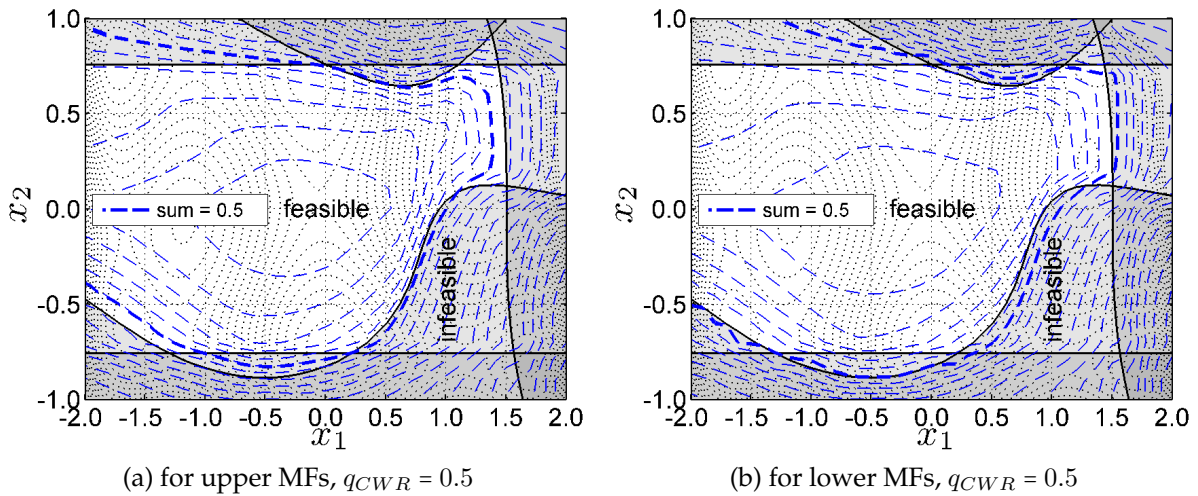 1.0
0.5
0.0
-0.5
-1.0
x2
-2.0 -1.5 -1.0 -0.5 0.0 0.5 1.0 1.5 2.0
x1
sum = 0.5
feasible
infeasible
(a) for upper MFs, qCWR = 0.5
1.0
0.5
0.0
-0.5
-1.0
x2
-2.0 -1.5 -1.0 -0.5 0.0 0.5 1.0 1.5 2.0
x1
sum = 0.5
feasible
infeasible
(b) for lower MFs, qCWR = 0.5